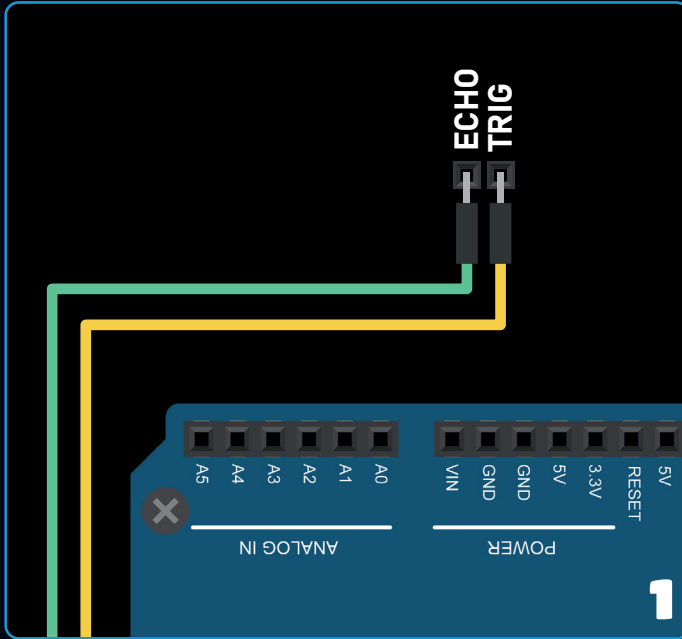 ECHO
TRIG
A5 A4 A3 A2 A1 A0
VIN GND GND 5V 3.3V RESET 5V
ANALOG IN
POWER
1